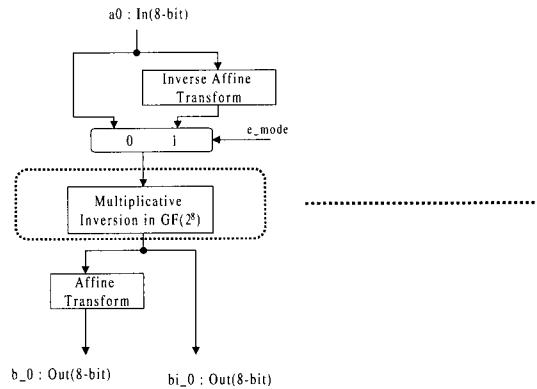 a0 : In(8-bit)
Inverse Affine
Transform
0 i
e_mode
Multiplicative
Inversion in GF(2⁸)
Affine
Transform
b_0 : Out(8-bit)
bi_0 : Out(8-bit)